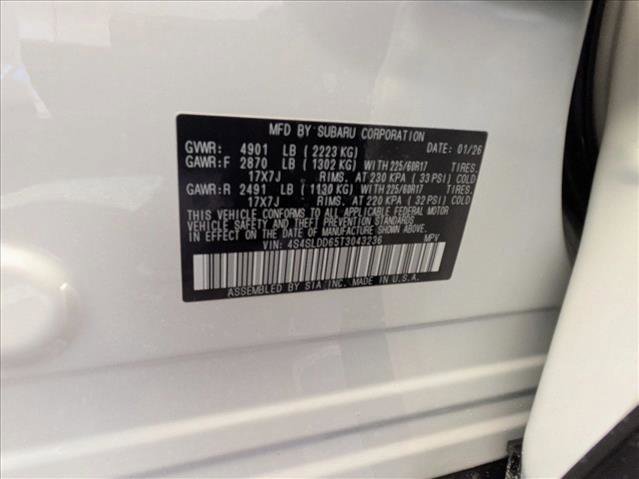 MFD BY SUBARU CORPORATION
GVWR: 4901 LB (2223 KG) DATE: 01/26
GAWR:F 2870 LB (1302 KG) WITH 225/60R17 TIRES.
17X7J RIMS. AT 230 KPA (33 PSI) COLD
GAWR:R 2491 LB (1130 KG) WITH 225/60R17 TIRES.
17X7J RIMS. AT 220 KPA (32 PSI) COLD
THIS VEHICLE CONFORMS TO ALL APPLICABLE FEDERAL MOTOR
VEHICLE SAFETY AND THEFT PREVENTION STANDARDS
IN EFFECT ON THE DATE OF MANUFACTURE SHOWN ABOVE.
VIN: 4S4SLDD65T3043236 MPV
ASSEMBLED BY SIA INC. MADE IN U.S.A.